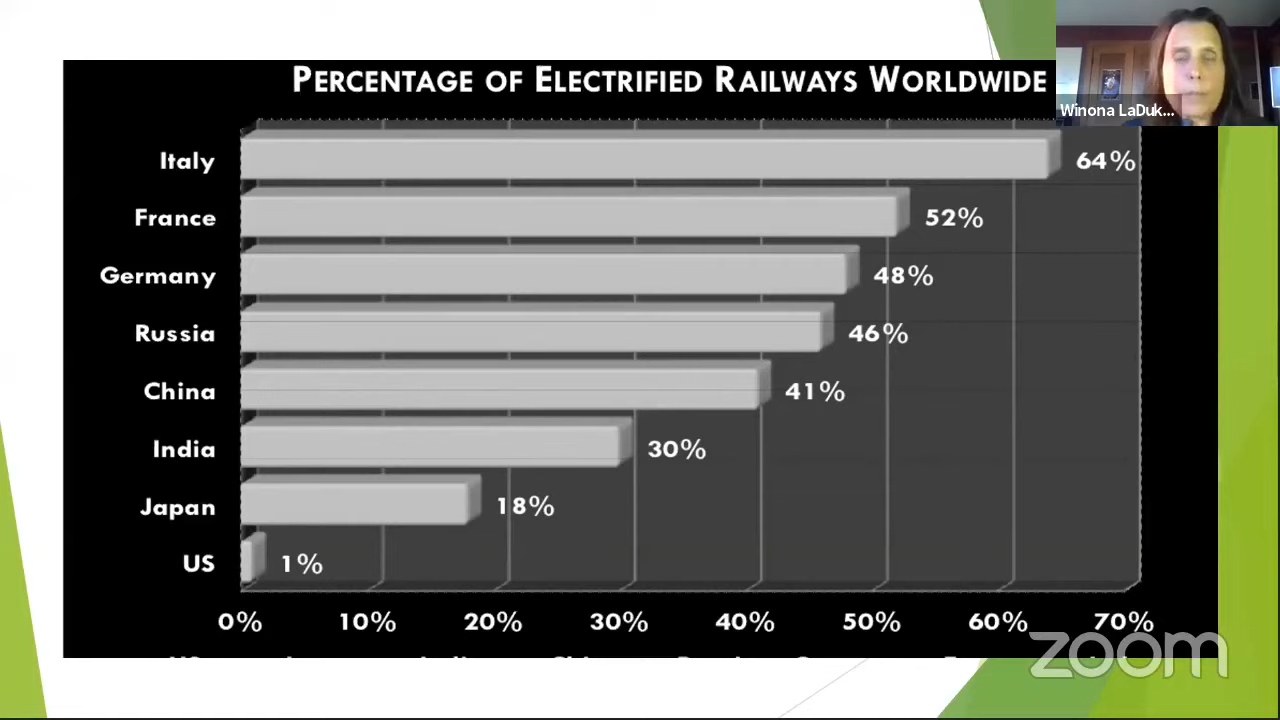 PERCENTAGE OF ELECTRIFIED RAILWAYS WORLDWIDE
Winona LaDuk...
Italy 64%
France 52%
Germany 48%
Russia 46%
China 41%
India 30%
Japan 18%
US 1%
0% 10% 20% 30% 40% 50% 60% 70%
zoom